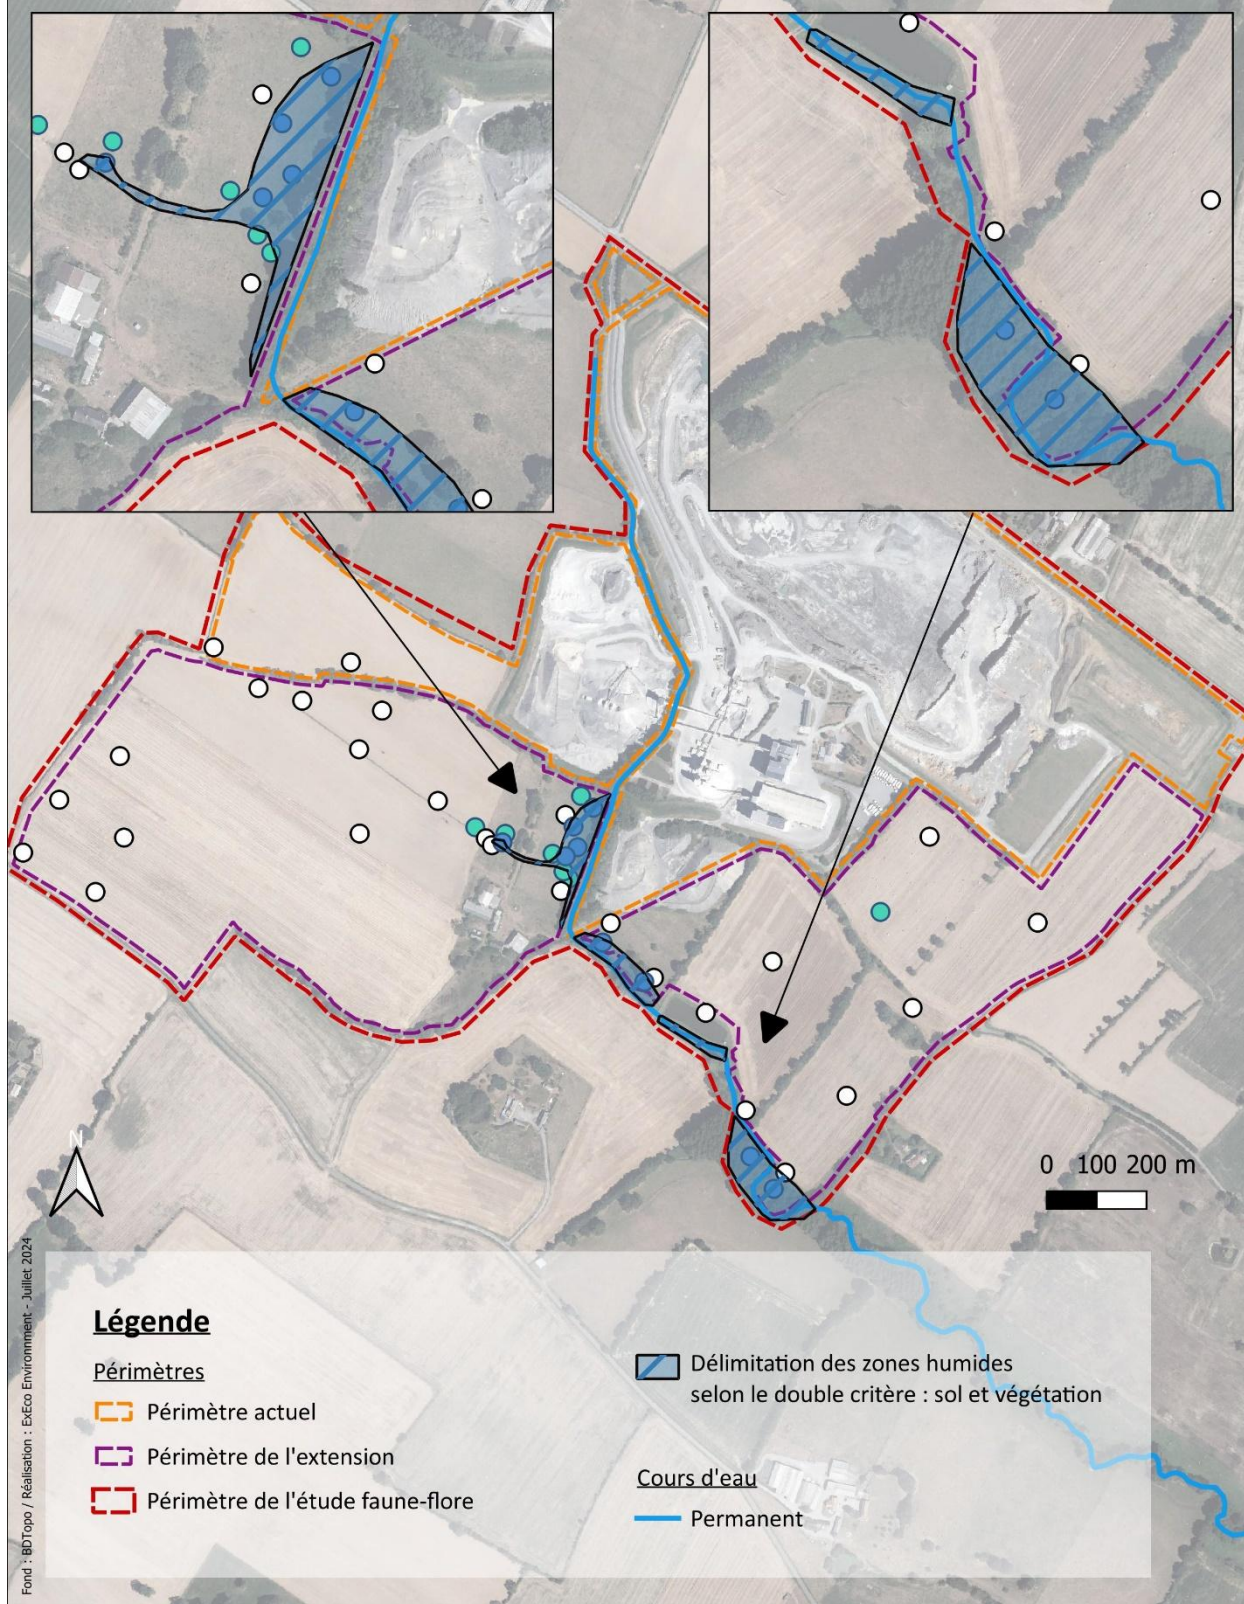 N
0 100 200 m
Légende
Périmètres
Périmètre actuel
Périmètre de l'extension
Périmètre de l'étude faune-flore
Délimitation des zones humides
selon le double critère : sol et végétation
Cours d'eau
Permanent
Fond : BDTopo / Réalisation : ExEco Environnment - Juillet 2024